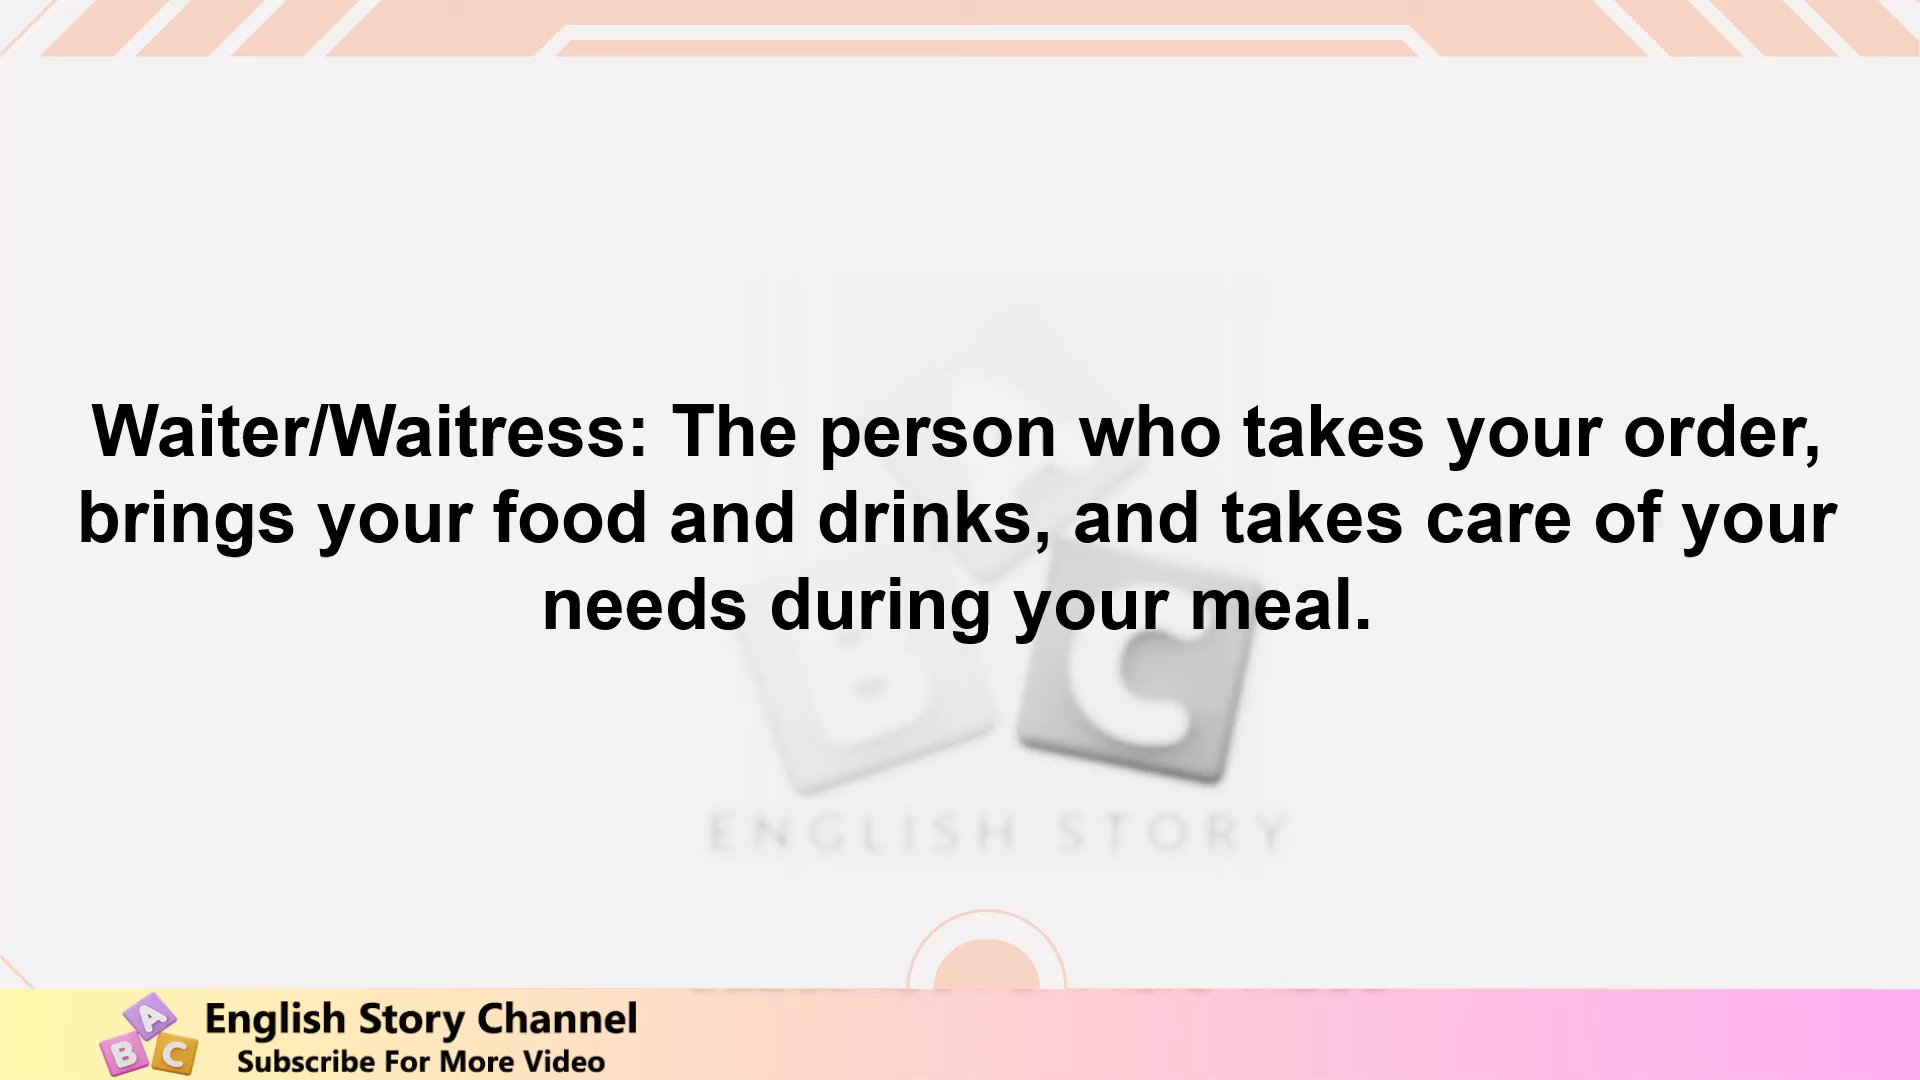 Waiter/Waitress: The person who takes your order,
brings your food and drinks, and takes care of your
needs during your meal.
B
C
ENGLISH STORY
A
B
C
English Story Channel
Subscribe For More Video